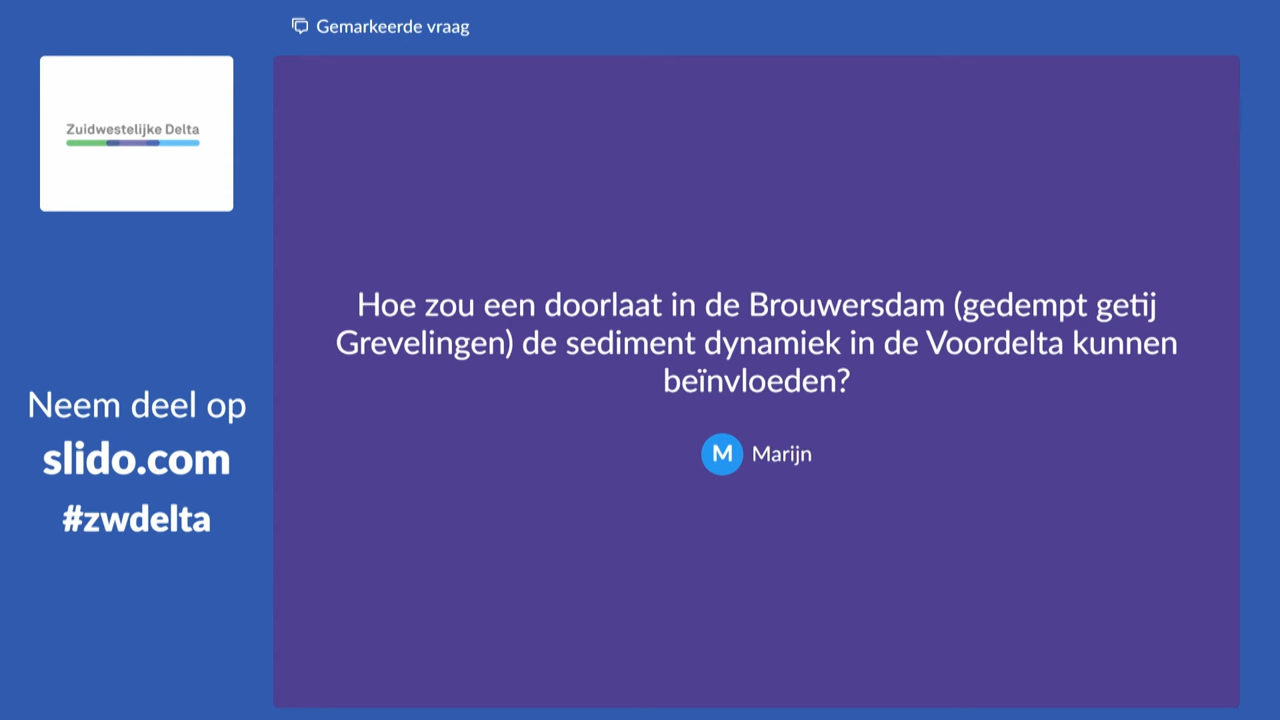 Gemarkeerde vraag
Zuidwestelijke Delta
Hoe zou een doorlaat in de Brouwersdam (gedempt getij
Grevelingen) de sediment dynamiek in de Voordelta kunnen
beïnvloeden?
M Marijn
Neem deel op
slido.com
#zwdelta